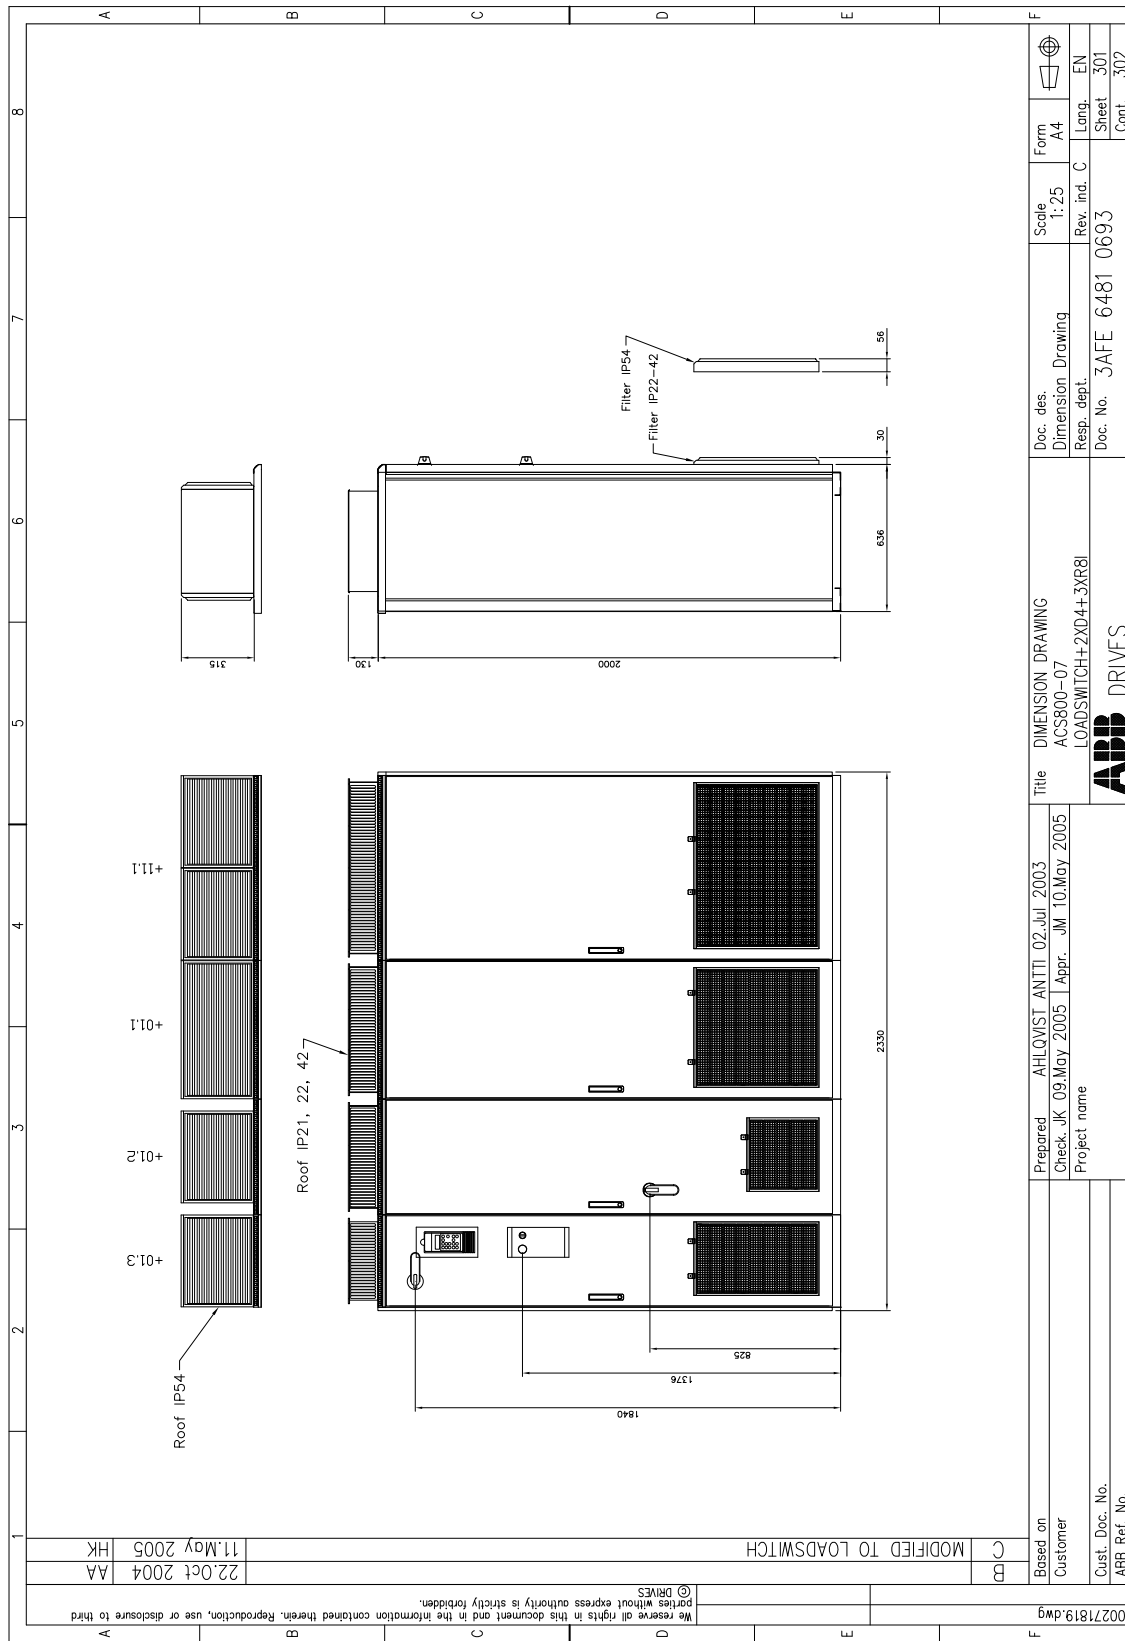 1 2 3 4 5 6 7 8
A B C D E F
A B C D E F
Roof IP54
+01.3
+01.2
+01.1
+11.1
Roof IP21, 22, 42
315
130
2000
636
30
56
Filter IP54
Filter IP22-42
2330
825
1376
1840
We reserve all rights in this document and in the information contained therein. Reproduction, use or disclosure to third
parties without express authority is strictly forbidden.
© DRIVES
00271819.dwg
B 22.Oct 2004 AA
C MODIFIED TO LOADSWITCH 11.May 2005 HK
Based on
Customer
Cust. Doc. No.
ABB Ref. No.
Prepared AHLQVIST ANTTI 02.Jul 2003
Check. JK 09.May 2005 Appr. JM 10.May 2005
Project name
Title DIMENSION DRAWING
ACS800-07
LOADSWITCH+2XD4+3XR8I
ABB DRIVES
Doc. des.
Dimension Drawing
Resp. dept.
Doc. No. 3AFE 6481 0693
Scale
1:25
Form
A4
Rev. ind. C
Lang. EN
Sheet 301
Cont. 302